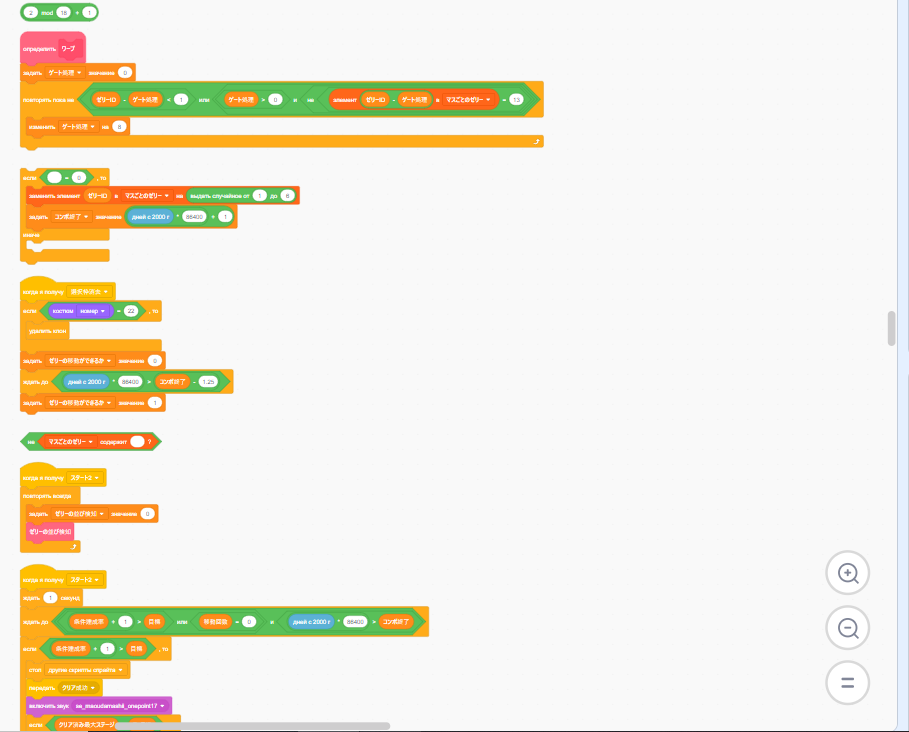 2 mod 16 + 1
определить ワープ
задать ゲート処理 значение 0
повторять пока не ゼリーID - ゲート処理 < 1 или ゲート処理 > 0 и не элемент ゼリーID - ゲート処理 в マスごとのゼリー = 13
изменить ゲート処理 на 8
если = 0 , то
заменить элемент ゼリーID в マスごとのゼリー на выдать случайное от 1 до 6
задать コンボ終了 значение дней с 2000 г * 86400 + 1
иначе
когда я получу
если костюм номер = 22 , то
удалить клон
задать ゼリーの移動ができるか значение 0
ждать до дней с 2000 г * 86400 > コンボ終了 - 1.25
задать ゼリーの移動ができるか значение 1
не マスごとのゼリー содержит ?
когда я получу スタート2
повторять всегда
задать ゼリーの並び検知 значение 0
ゼリーの並び検知
когда я получу スタート2
ждать 1 секунд
ждать до 条件達成率 + 1 > 目標 или 移動回数 = 0 и дней с 2000 г * 86400 > コンボ終了
если 条件達成率 + 1 > 目標 , то
стоп другие скрипты спрайта
передать クリア成功
включить звук se_maoudamashii_onepoint17
если クリア済み最大ステージ